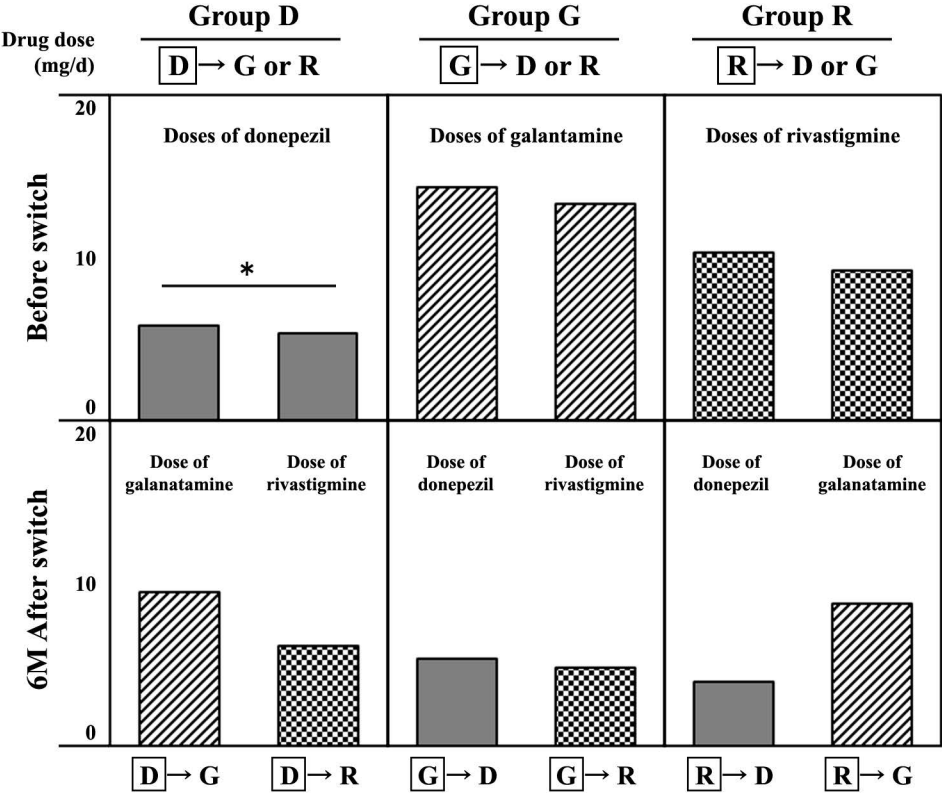 Group D Group G Group R
Drug dose
(mg/d)
D → G or R G → D or R R → D or G
20
Doses of donepezil Doses of galantamine Doses of rivastigmine
Before switch
10
*
0
20
Dose of Dose of Dose of Dose of Dose of Dose of
galanatamine rivastigmine donepezil rivastigmine donepezil galanatamine
6M After switch
10
0
D → G D → R G → D G → R R → D R → G